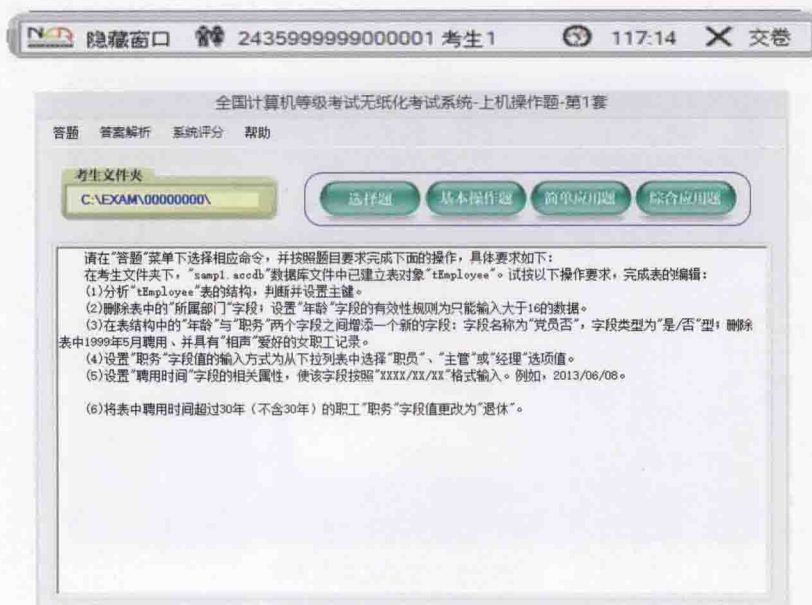 隐藏窗口 2435999999000001 考生1 117:14 交卷
全国计算机等级考试无纸化考试系统-上机操作题-第1套
答题 答案解析 系统评分 帮助
考生文件夹
C:\EXAM\00000000\
选择题 基本操作题 简单应用题 综合应用题
请在"答题"菜单下选择相应命令，并按照题目要求完成下面的操作，具体要求如下：
在考生文件夹下，"samp1.accdb"数据库文件中已建立表对象"tEmployee"。试按以下操作要求，完成表的编辑：
(1)分析"tEmployee"表的结构，判断并设置主键。
(2)删除表中的"所属部门"字段；设置"年龄"字段的有效性规则为只能输入大于16的数据。
(3)在表结构中的"年龄"与"职务"两个字段之间增添一个新的字段：字段名称为"党员否"，字段类型为"是/否"型；删除
表中1999年5月聘用、并具有"相声"爱好的女职工记录。
(4)设置"职务"字段值的输入方式为从下拉列表中选择"职员"、"主管"或"经理"选项值。
(5)设置"聘用时间"字段的相关属性，使该字段按照"XXXX/XX/XX"格式输入。例如，2013/06/08。
(6)将表中聘用时间超过30年（不含30年）的职工"职务"字段值更改为"退休"。